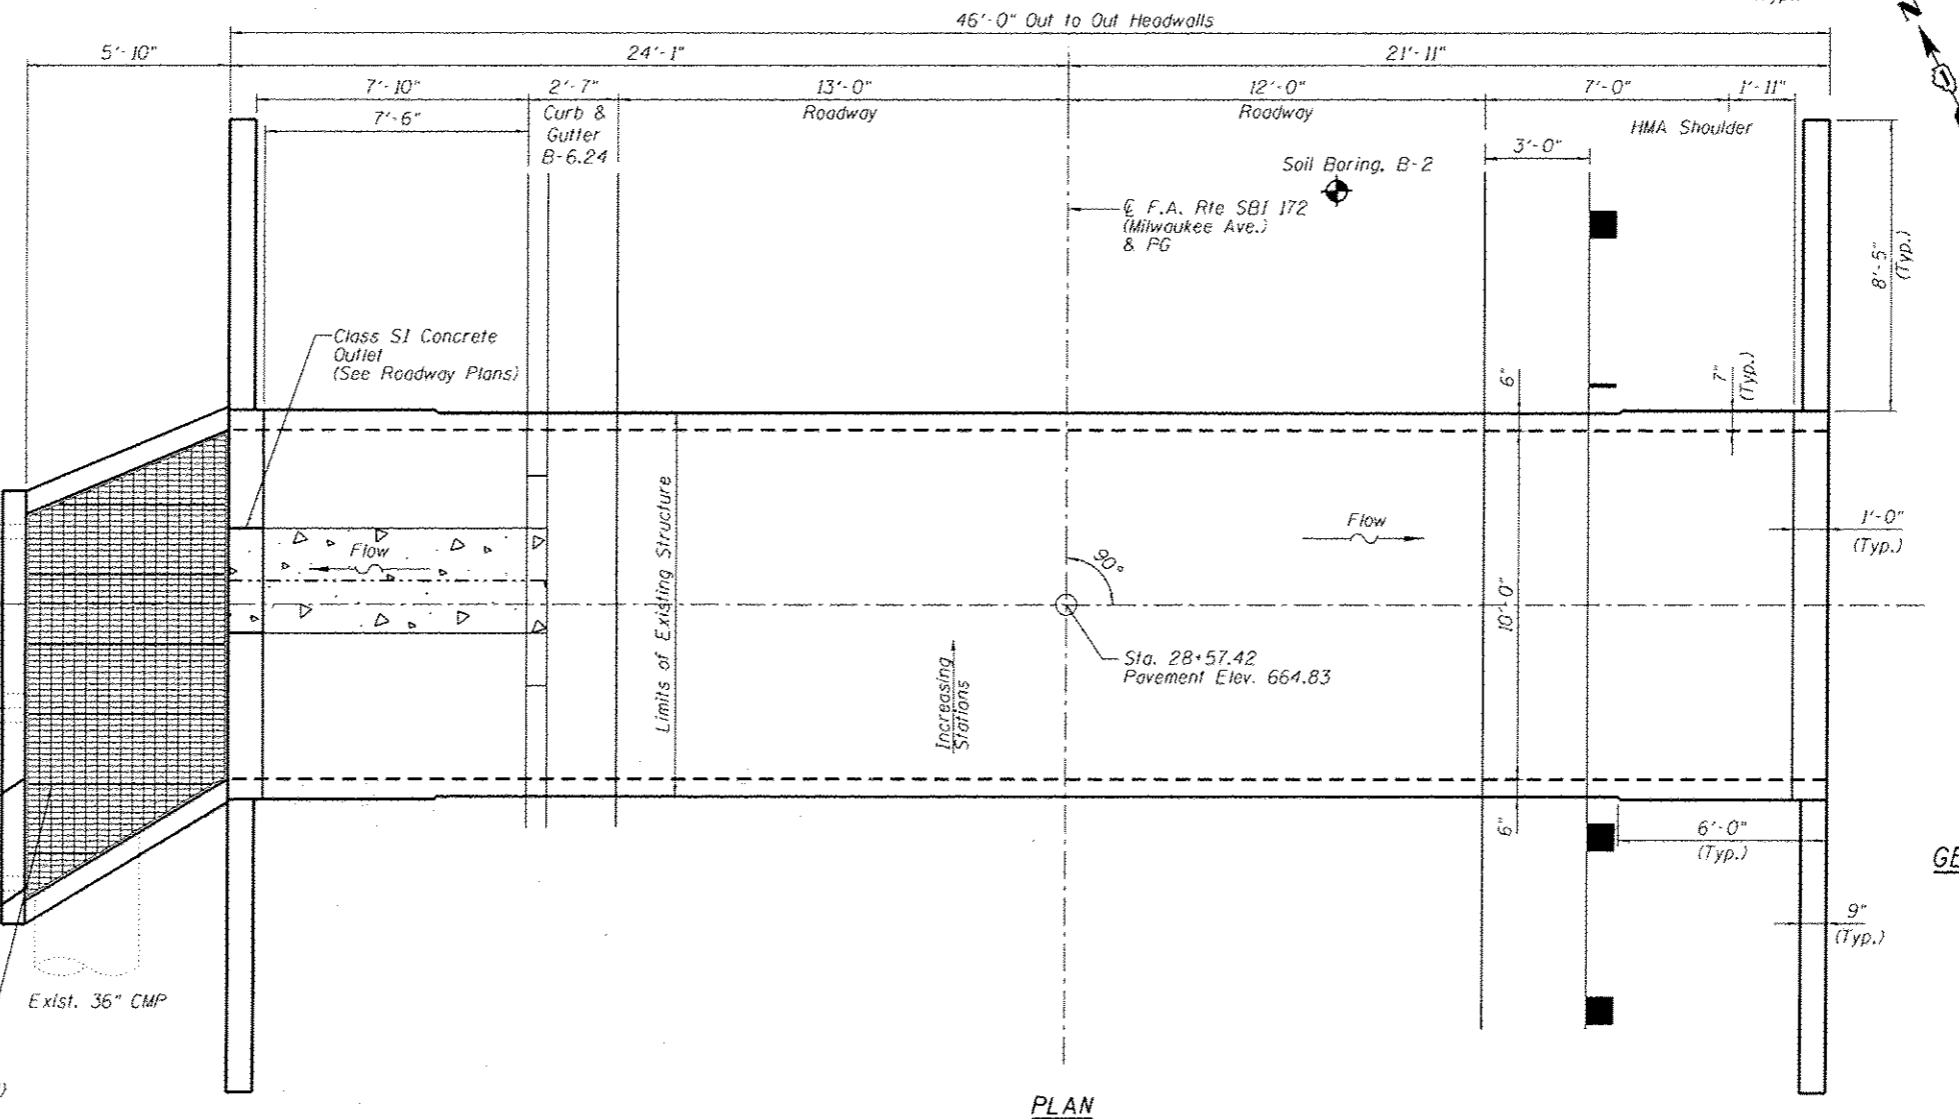 46'-0" Out to Out Headwalls
N
5'-10"
24'-1"
21'-11"
7'-10"
2'-7"
13'-0"
12'-0"
7'-0"
1'-11"
7'-6"
Curb &
Gutter
B-6.24
Roadway
Roadway
HMA Shoulder
3'-0"
Soil Boring, B-2
℄ F.A. Rte SBI 172
(Milwaukee Ave.)
& PG
8'-5"
(Typ.)
Class SI Concrete
Outlet
(See Roadway Plans)
6"
7"
(Typ.)
Limits of Existing Structure
Flow
Flow
90°
1'-0"
(Typ.)
10'-0"
Sta. 28+57.42
Pavement Elev. 664.83
Increasing
Stations
6"
6'-0"
(Typ.)
9"
(Typ.)
Exist. 36" CMP
PLAN